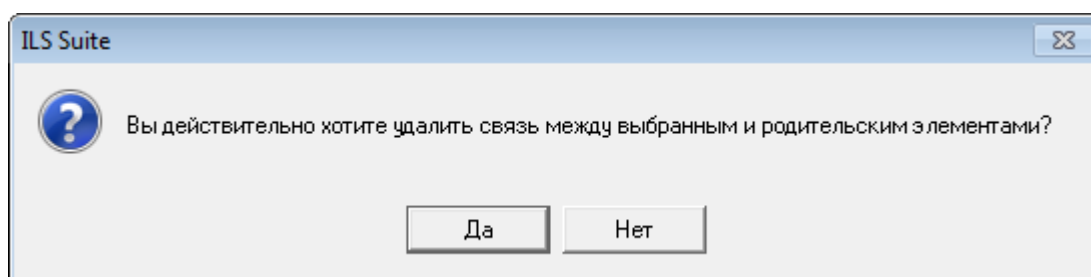 ILS Suite
Вы действительно хотите удалить связь между выбранным и родительским элементами?
Да
Нет